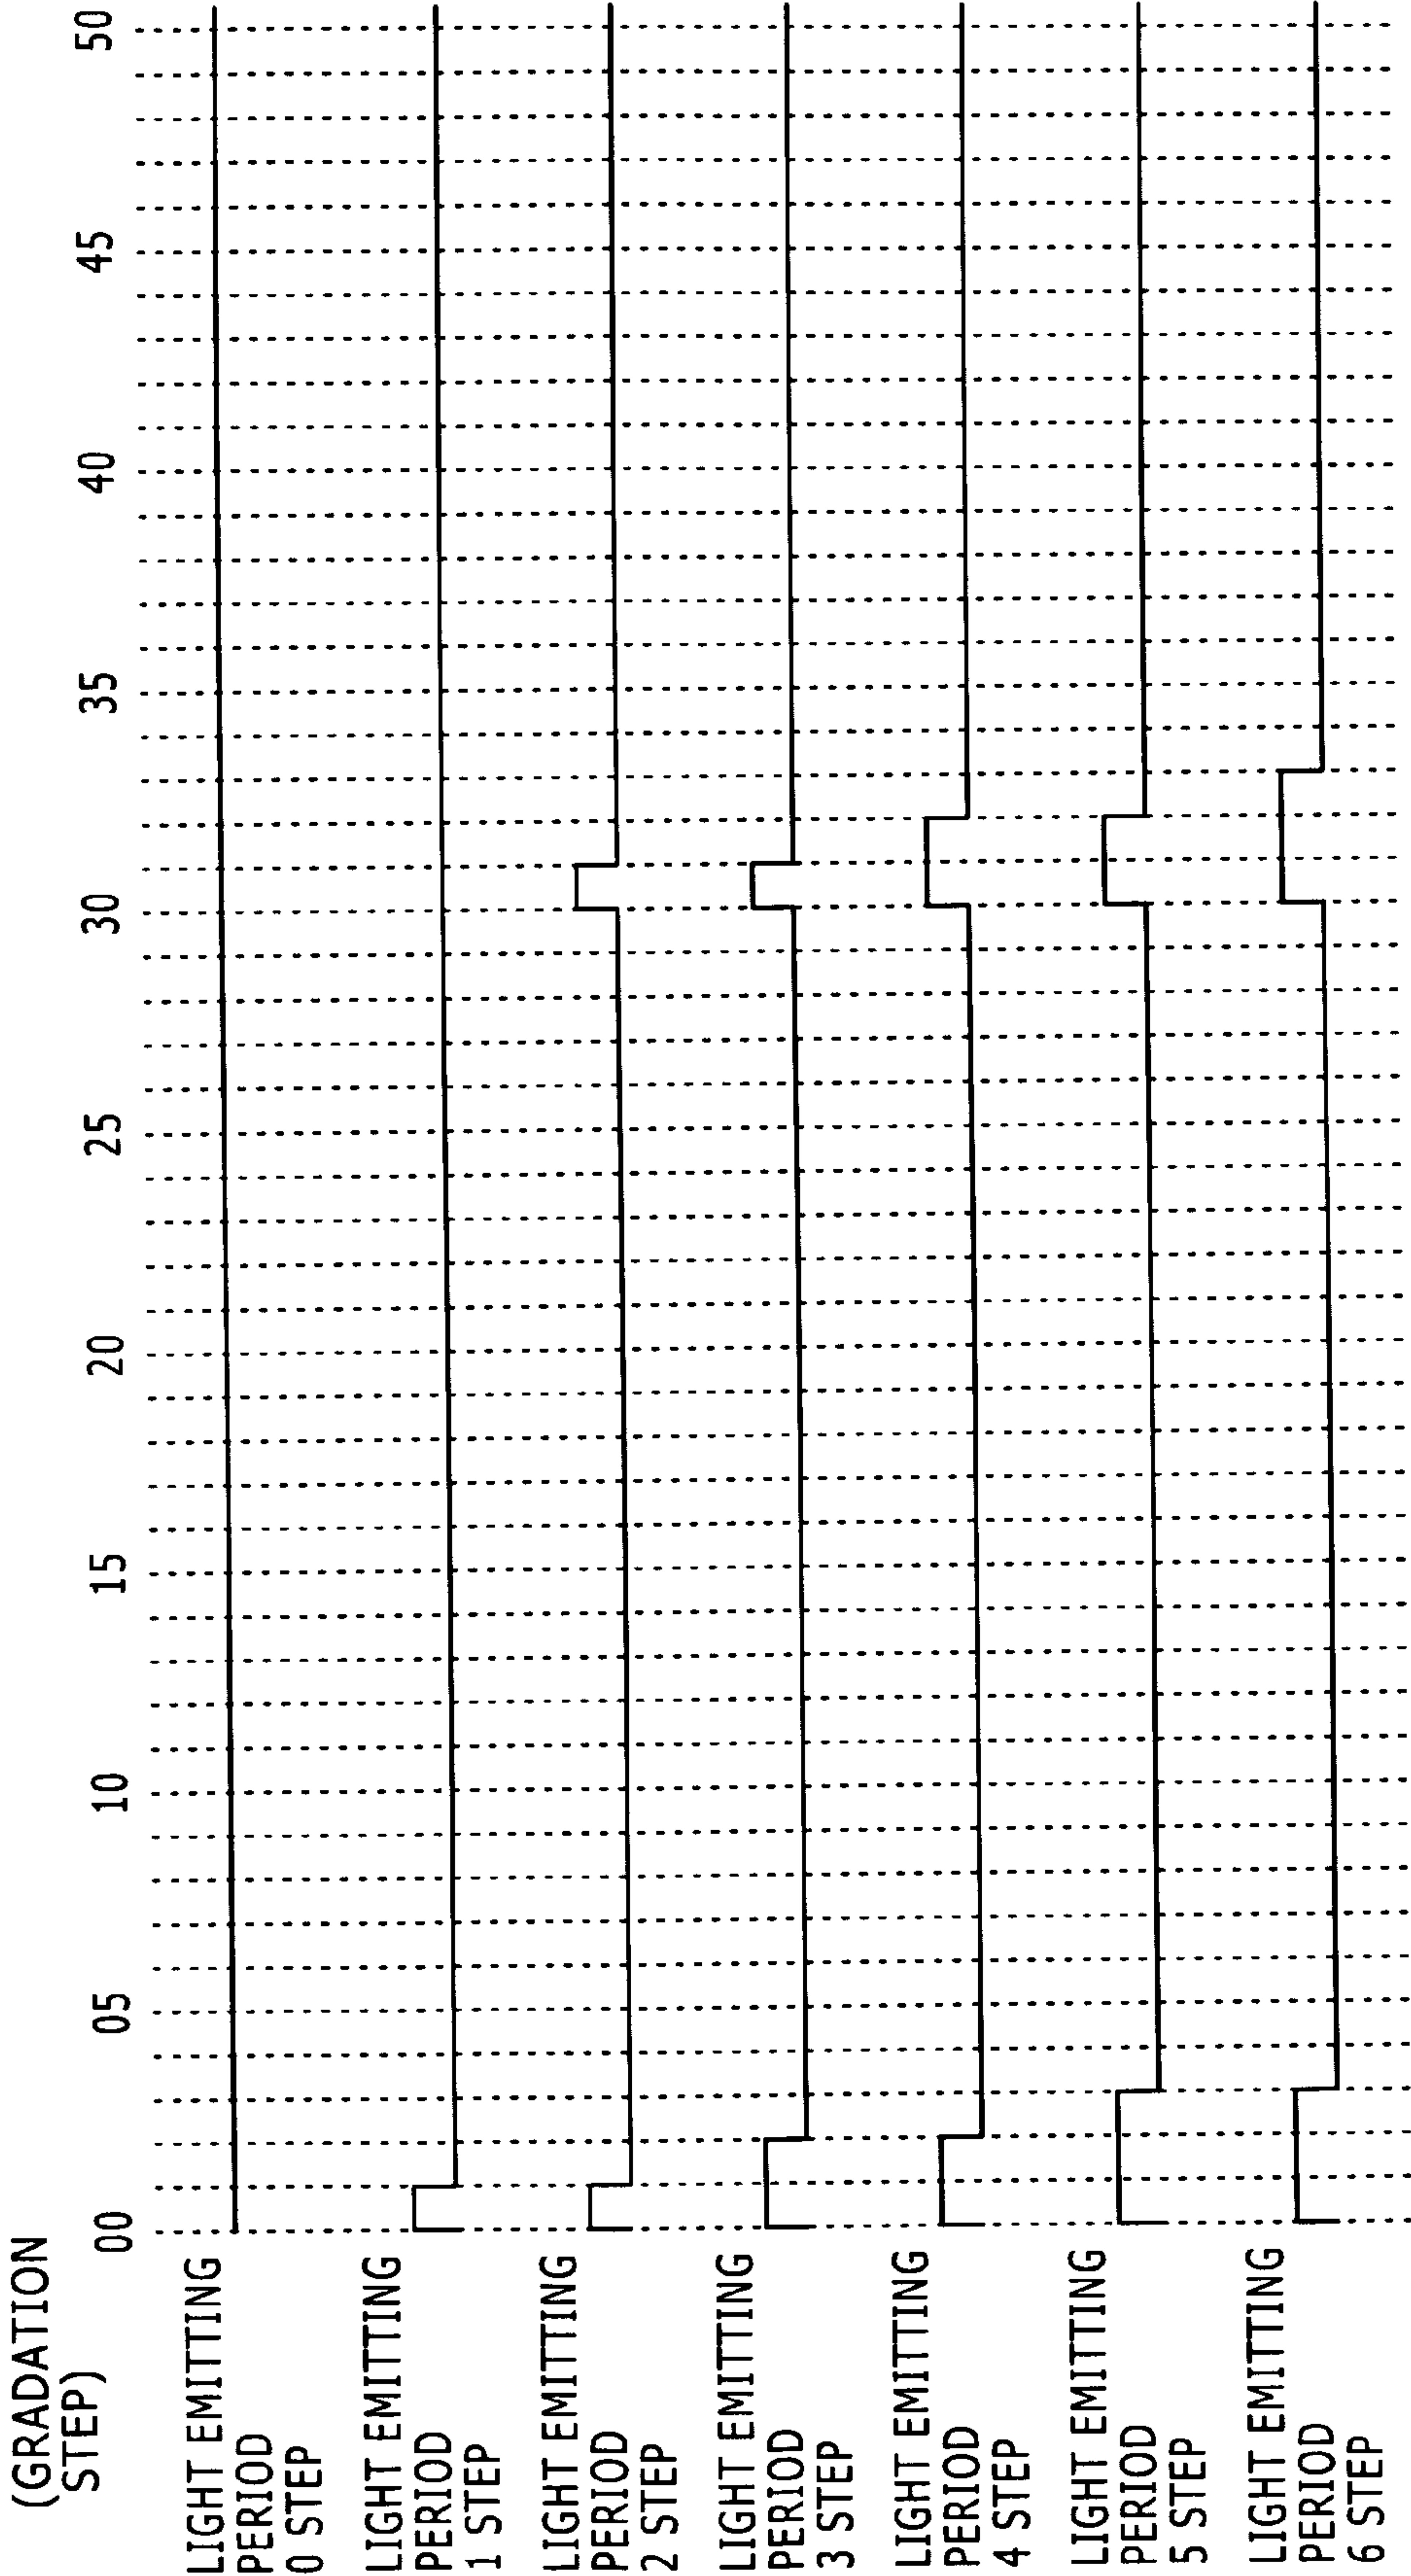 (GRADATION
STEP)
00 05 10 15 20 25 30 35 40 45 50
LIGHT EMITTING
PERIOD
0 STEP
LIGHT EMITTING
PERIOD
1 STEP
LIGHT EMITTING
PERIOD
2 STEP
LIGHT EMITTING
PERIOD
3 STEP
LIGHT EMITTING
PERIOD
4 STEP
LIGHT EMITTING
PERIOD
5 STEP
LIGHT EMITTING
PERIOD
6 STEP